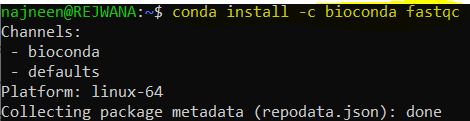 najneen@REJWANA:~$ conda install -c bioconda fastqc
Channels:
 - bioconda
 - defaults
Platform: linux-64
Collecting package metadata (repodata.json): done